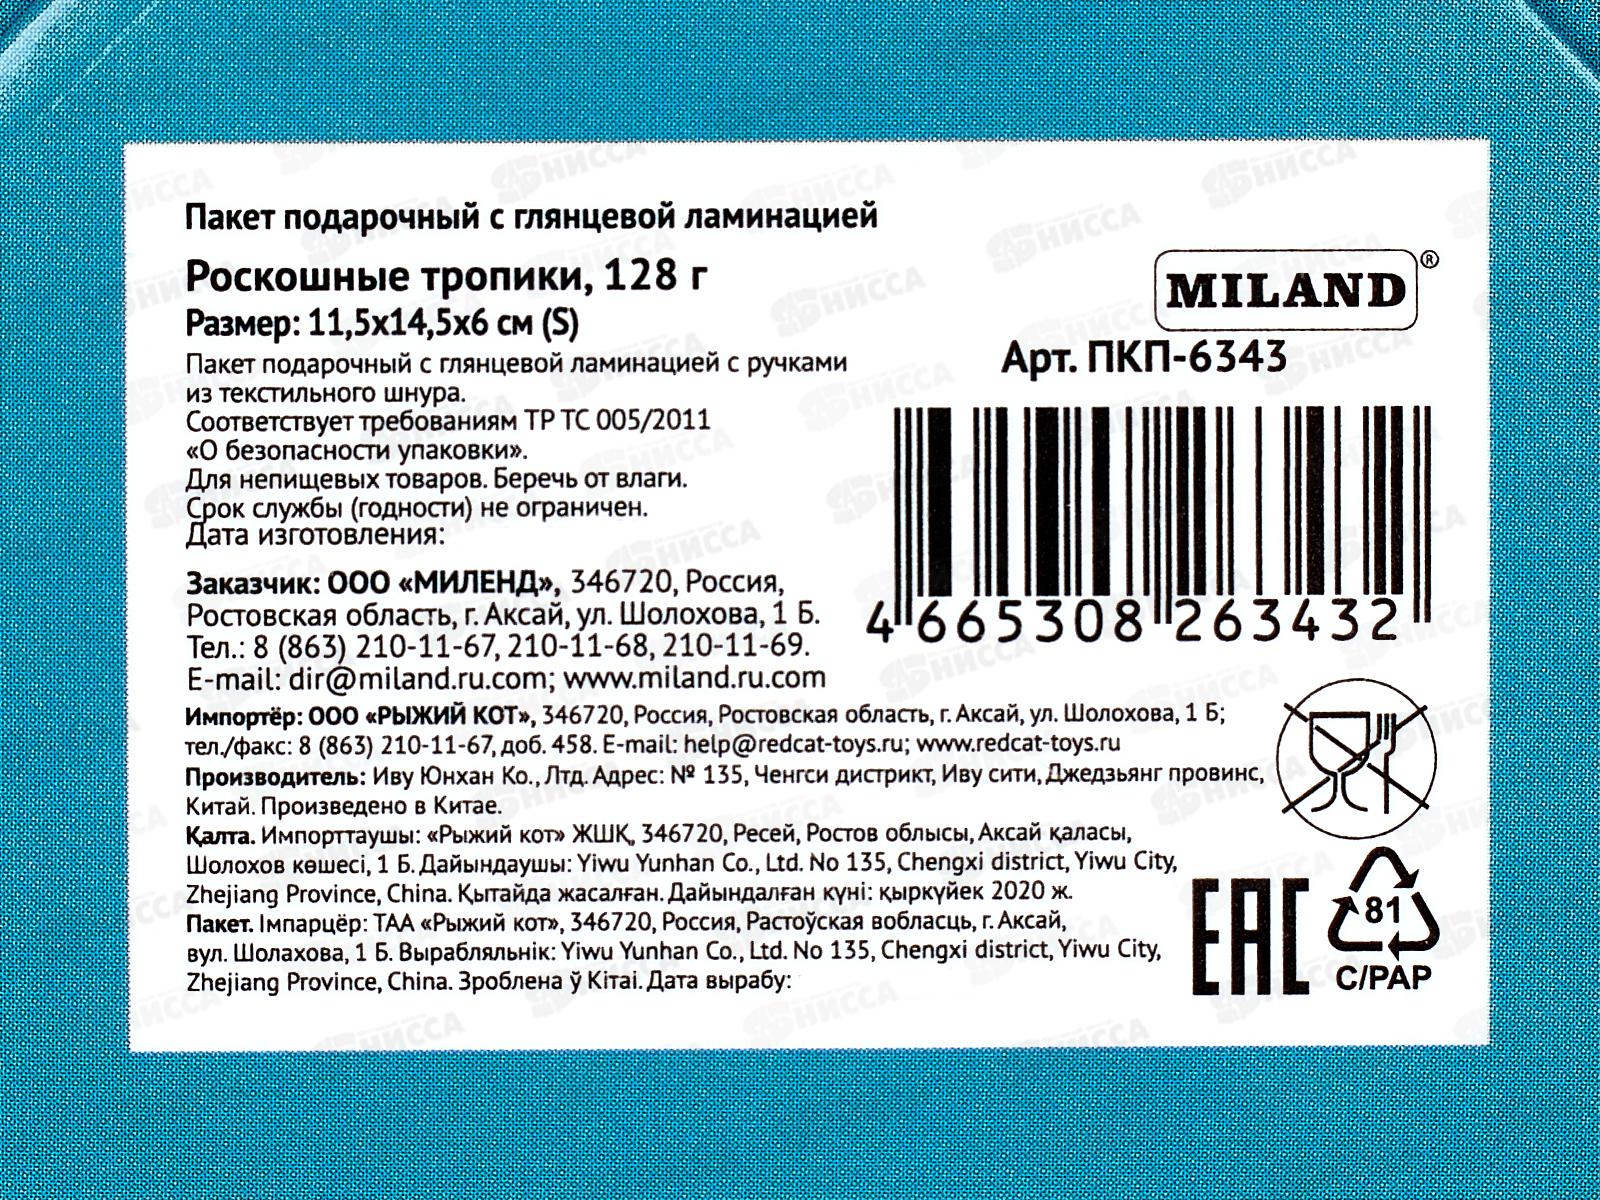 Пакет подарочный с глянцевой ламинацией
Роскошные тропики, 128 г
Размер: 11,5х14,5х6 см (S)
Пакет подарочный с глянцевой ламинацией с ручками
из текстильного шнура.
Соответствует требованиям ТР ТС 005/2011
«О безопасности упаковки».
Для непищевых товаров. Беречь от влаги.
Срок службы (годности) не ограничен.
Дата изготовления:
Заказчик: ООО «МИЛЕНД», 346720, Россия,
Ростовская область, г. Аксай, ул. Шолохова, 1 Б.
Тел.: 8 (863) 210-11-67, 210-11-68, 210-11-69.
E-mail: dir@miland.ru.com; www.miland.ru.com
Импортёр: ООО «РЫЖИЙ КОТ», 346720, Россия, Ростовская область, г. Аксай, ул. Шолохова, 1 Б;
тел./факс: 8 (863) 210-11-67, доб. 458. E-mail: help@redcat-toys.ru; www.redcat-toys.ru
Производитель: Иву Юнхан Ко., Лтд. Адрес: № 135, Ченгси дистрикт, Иву сити, Джедзьянг провинс,
Китай. Произведено в Китае.
Қалта. Импорттаушы: «Рыжий кот» ЖШҚ, 346720, Ресей, Ростов облысы, Аксай қаласы,
Шолохов көшесі, 1 Б. Дайындаушы: Yiwu Yunhan Co., Ltd. No 135, Chengxi district, Yiwu City,
Zhejiang Province, China. Қытайда жасалған. Дайындалған күні: қыркүйек 2020 ж.
Пакет. Імпарцёр: ТАА «Рыжий кот», 346720, Россия, Растоўская вобласць, г. Аксай,
вул. Шолахова, 1 Б. Вырабляльнік: Yiwu Yunhan Co., Ltd. No 135, Chengxi district, Yiwu City,
Zhejiang Province, China. Зроблена ў Кітаі. Дата вырабу:
MILAND®
Арт. ПКП-6343
4 665308 263432
EAC
81
C/PAP
НИССА